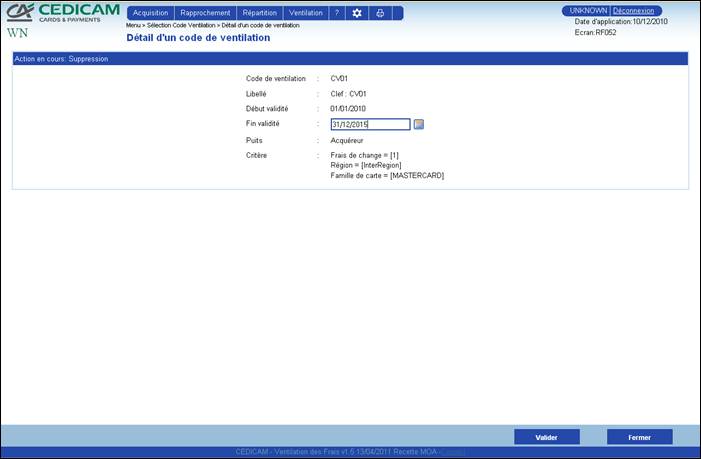 CA CEDICAM
CARDS & PAYMENTS
WN
Acquisition Rapprochement Répartition Ventilation ?
UNKNOWN | Déconnexion
Date d'application:10/12/2010
Ecran:RF052
Menu > Sélection Code Ventilation > Détail d'un code de ventilation
Détail d'un code de ventilation
Action en cours: Suppression
Code de ventilation : CV01
Libellé : Clef : CV01
Début validité : 01/01/2010
Fin validité : 31/12/2015
Puits : Acquéreur
Critère : Frais de change = [1]
Région = [InterRegion]
Famille de carte = [MASTERCARD]
Valider Fermer
CEDICAM - Ventilation des Frais v1.6 13/04/2011 Recette MOA -